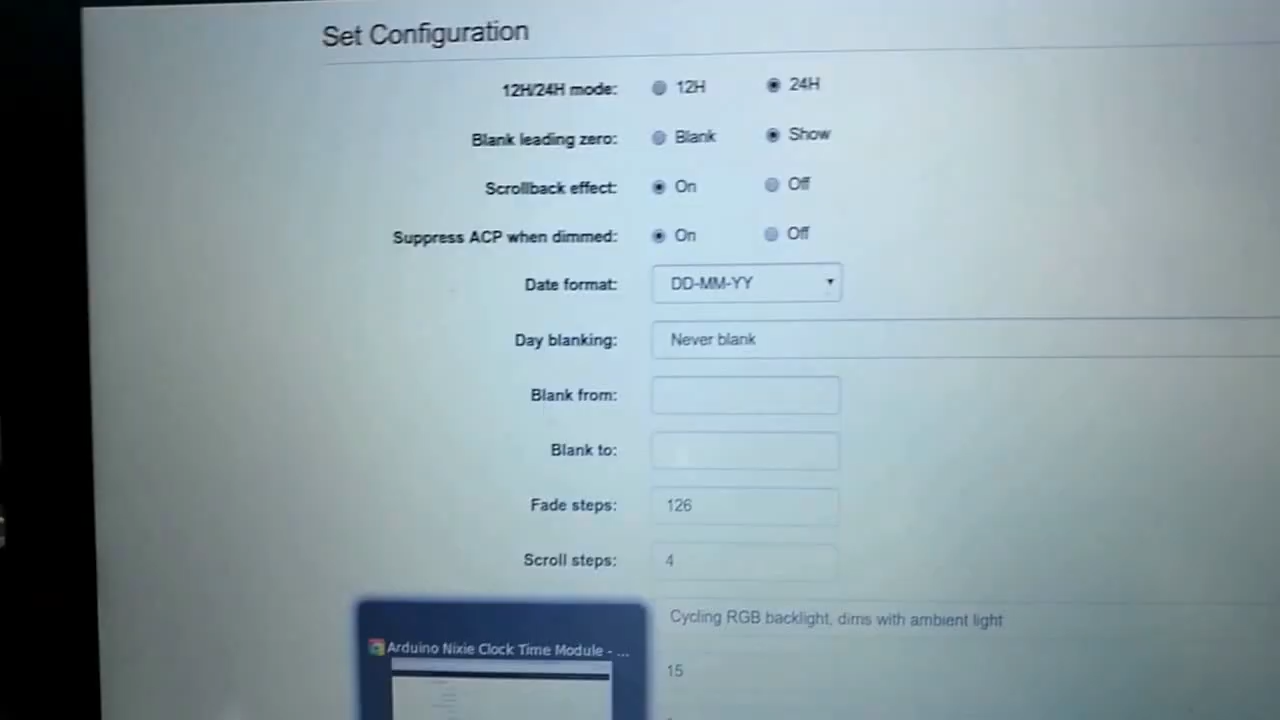 Set Configuration
12H/24H mode: 12H 24H
Blank leading zero: Blank Show
Scrollback effect: On Off
Suppress ACP when dimmed: On Off
Date format: DD-MM-YY
Day blanking: Never blank
Blank from:
Blank to:
Fade steps: 126
Scroll steps: 4
Cycling RGB backlight, dims with ambient light
Arduino Nixie Clock Time Module - ...
15